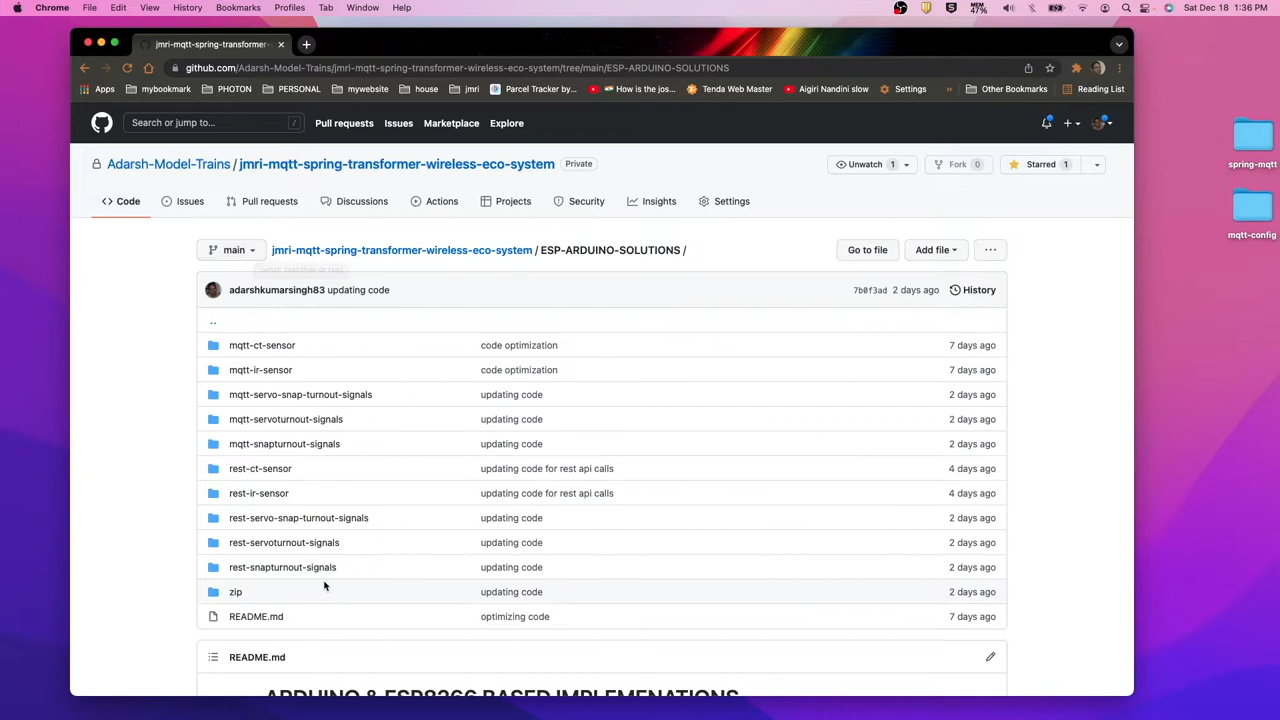 Chrome File Edit View History Bookmarks Profiles Tab Window Help MEM 47% Sat Dec 18 1:36 PM
jmri-mqtt-spring-transformer-
github.com/Adarsh-Model-Trains/jmri-mqtt-spring-transformer-wireless-eco-system/tree/main/ESP-ARDUINO-SOLUTIONS
Apps mybookmark PHOTON PERSONAL mywebsite house jmri Parcel Tracker by... How is the jos... Tenda Web Master Aigiri Nandini slow Settings » Other Bookmarks Reading List
Search or jump to... / Pull requests Issues Marketplace Explore
spring-mqtt
Adarsh-Model-Trains / jmri-mqtt-spring-transformer-wireless-eco-system Private Unwatch 1 Fork 0 Starred 1
Code Issues Pull requests Discussions Actions Projects Security Insights Settings
mqtt-config
main jmri-mqtt-spring-transformer-wireless-eco-system / ESP-ARDUINO-SOLUTIONS / Go to file Add file ...
adarshkumarsingh83 updating code 7b0f3ad 2 days ago History
..
mqtt-ct-sensor code optimization 7 days ago
mqtt-ir-sensor code optimization 7 days ago
mqtt-servo-snap-turnout-signals updating code 2 days ago
mqtt-servoturnout-signals updating code 2 days ago
mqtt-snapturnout-signals updating code 2 days ago
rest-ct-sensor updating code for rest api calls 4 days ago
rest-ir-sensor updating code for rest api calls 4 days ago
rest-servo-snap-turnout-signals updating code 2 days ago
rest-servoturnout-signals updating code 2 days ago
rest-snapturnout-signals updating code 2 days ago
zip updating code 2 days ago
README.md optimizing code 7 days ago
README.md
ARDUINO & ESP8266 BASED IMPLEMENATIONS